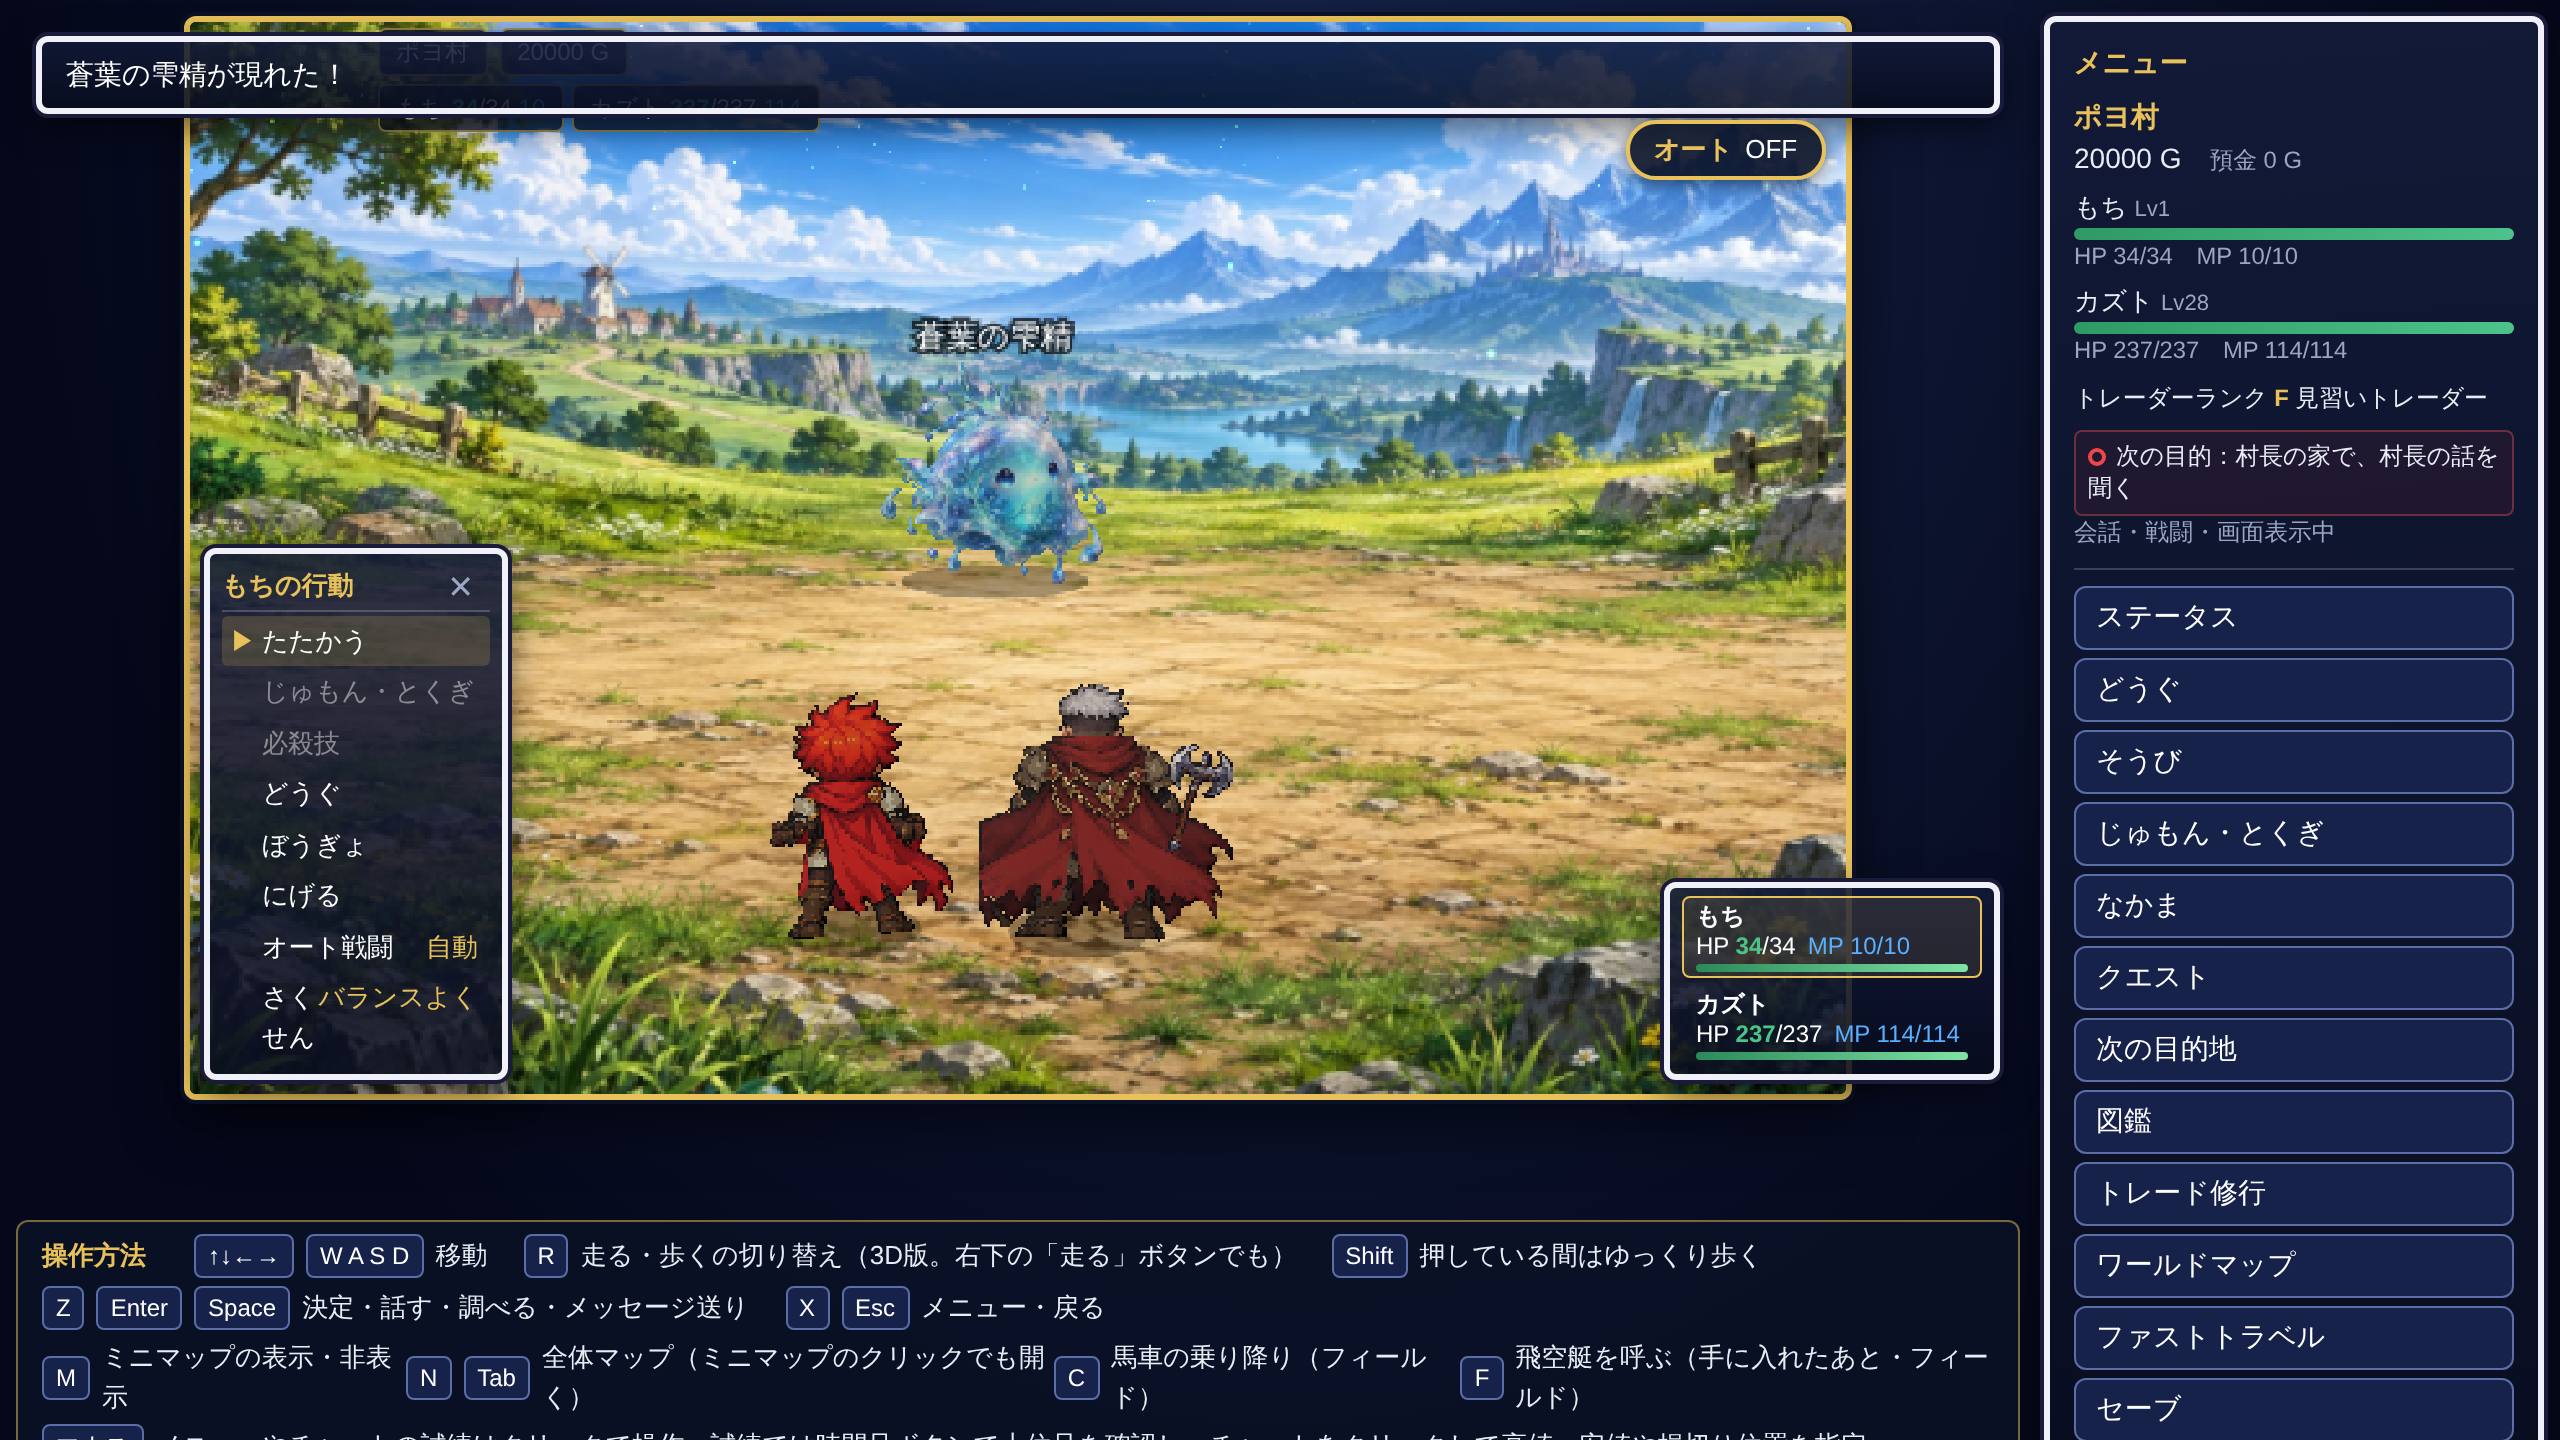 ポヨ村 20000 G
蒼葉の雫精が現れた！
オート OFF
蒼葉の雫精
もちの行動 ✕
▶ たたかう
じゅもん・とくぎ
必殺技
どうぐ
ぼうぎょ
にげる
オート戦闘 自動
さくせん バランスよく
もち
HP 34/34 MP 10/10
カズト
HP 237/237 MP 114/114
メニュー
ポヨ村
20000 G 預金 0 G
もち Lv1
HP 34/34 MP 10/10
カズト Lv28
HP 237/237 MP 114/114
トレーダーランク F 見習いトレーダー
次の目的：村長の家で、村長の話を
聞く
会話・戦闘・画面表示中
ステータス
どうぐ
そうび
じゅもん・とくぎ
なかま
クエスト
次の目的地
図鑑
トレード修行
ワールドマップ
ファストトラベル
セーブ
操作方法 ↑↓←→ W A S D 移動 R 走る・歩くの切り替え（3D版。右下の「走る」ボタンでも） Shift 押している間はゆっくり歩く
Z Enter Space 決定・話す・調べる・メッセージ送り X Esc メニュー・戻る
M ミニマップの表示・非表示 N Tab 全体マップ（ミニマップのクリックでも開く） C 馬車の乗り降り（フィールド） F 飛空艇を呼ぶ（手に入れたあと・フィールド）